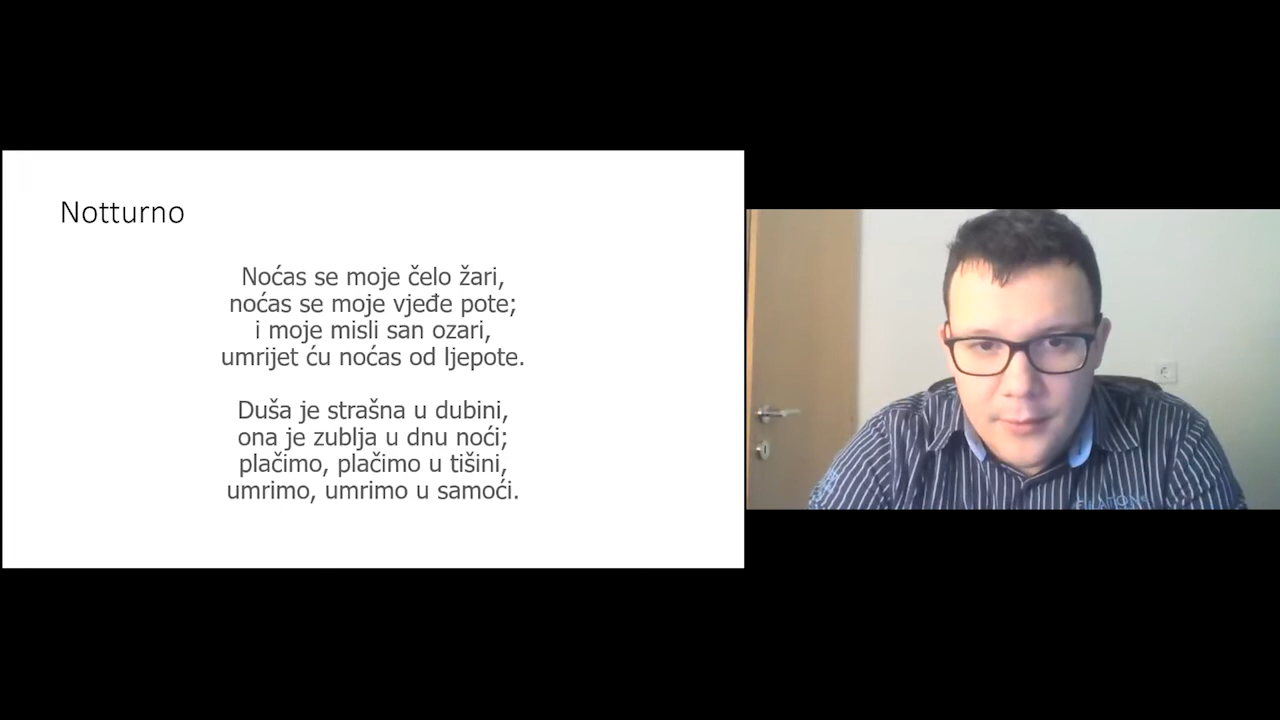 Notturno
Noćas se moje čelo žari,
noćas se moje vjeđe pote;
i moje misli san ozari,
umrijet ću noćas od ljepote.
Duša je strašna u dubini,
ona je zublja u dnu noći;
plačimo, plačimo u tišini,
umrimo, umrimo u samoći.